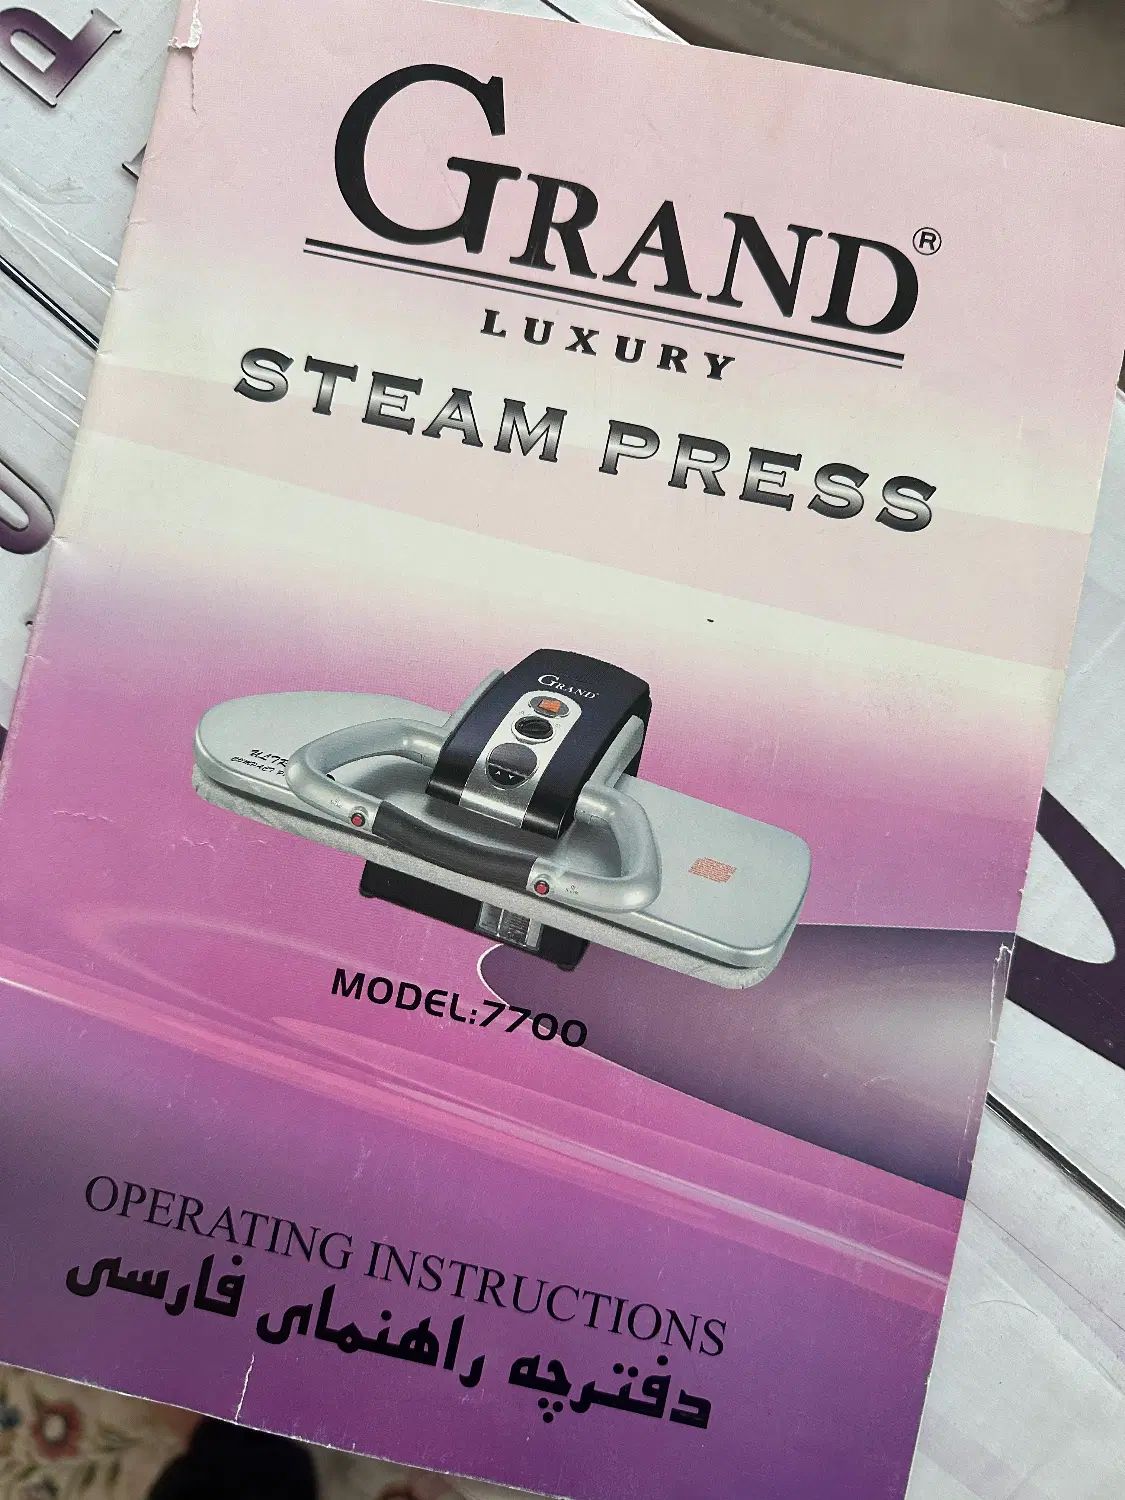 GRAND®
LUXURY
STEAM PRESS
GRAND
MODEL:7700
OPERATING INSTRUCTIONS
دفترچه راهنمای فارسی